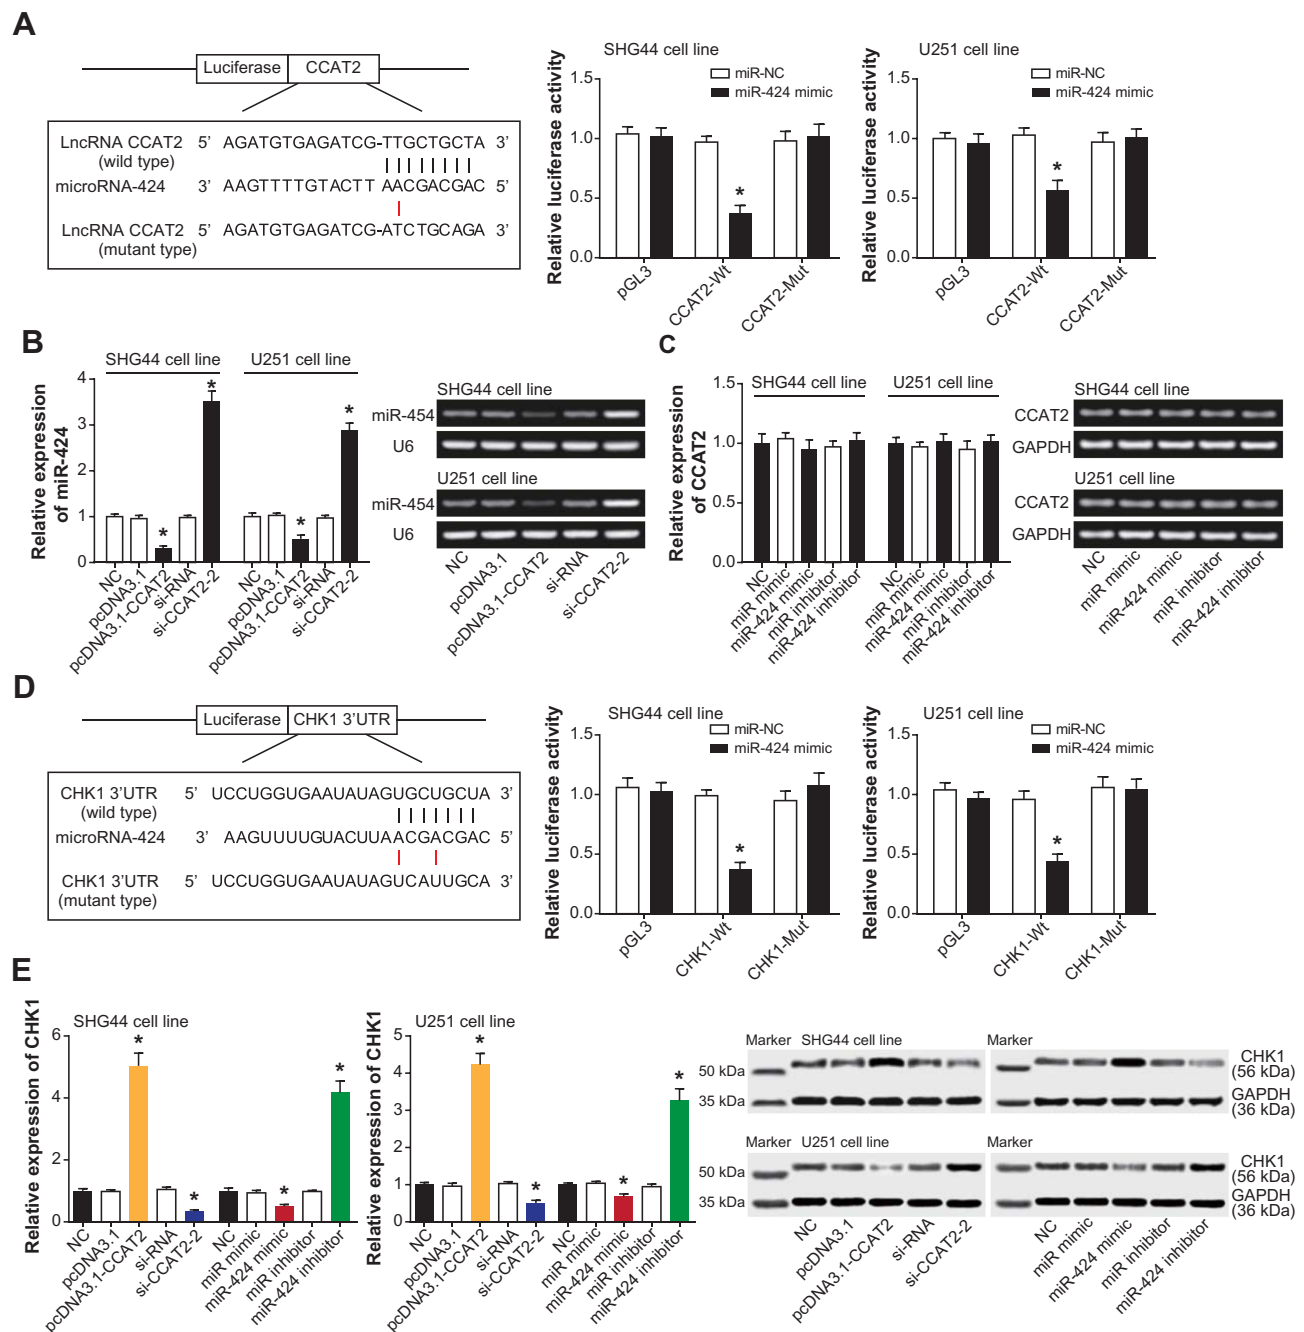 A
Luciferase CCAT2
LncRNA CCAT2 5’ AGATGTGAGATCG-TTGCTGCTA 3’
(wild type)
microRNA-424 3’ AAGTTTTGTACTT AACGACGAC 5’
LncRNA CCAT2 5’ AGATGTGAGATCG-ATCTGCAGA 3’
(mutant type)
SHG44 cell line
Relative luciferase activity
1.5
1.0
0.5
0.0
miR-NC
miR-424 mimic
*
pGL3
CCAT2-Wt
CCAT2-Mut
U251 cell line
Relative luciferase activity
1.5
1.0
0.5
0.0
miR-NC
miR-424 mimic
*
pGL3
CCAT2-Wt
CCAT2-Mut
B
SHG44 cell line U251 cell line
Relative expression
of miR-424
4
3
2
1
0
* * * *
NC
pcDNA3.1
pcDNA3.1-CCAT2
si-RNA
si-CCAT2-2
NC
pcDNA3.1
pcDNA3.1-CCAT2
si-RNA
si-CCAT2-2
SHG44 cell line
miR-454
U6
U251 cell line
miR-454
U6
NC
pcDNA3.1
pcDNA3.1-CCAT2
si-RNA
si-CCAT2-2
C
SHG44 cell line U251 cell line
Relative expression
of CCAT2
1.5
1.0
0.5
0.0
NC
miR mimic
miR-424 mimic
miR inhibitor
miR-424 inhibitor
NC
miR mimic
miR-424 mimic
miR inhibitor
miR-424 inhibitor
SHG44 cell line
CCAT2
GAPDH
U251 cell line
CCAT2
GAPDH
NC
miR mimic
miR-424 mimic
miR inhibitor
miR-424 inhibitor
D
Luciferase CHK1 3’UTR
CHK1 3’UTR 5’ UCCUGGUGAAUAUAGUGCUGCUA 3’
(wild type)
microRNA-424 3’ AAGUUUUGUACUUAACGACGAC 5’
CHK1 3’UTR 5’ UCCUGGUGAAUAUAGUCAUUGCA 3’
(mutant type)
SHG44 cell line
Relative luciferase activity
1.5
1.0
0.5
0.0
miR-NC
miR-424 mimic
*
pGL3
CHK1-Wt
CHK1-Mut
U251 cell line
Relative luciferase activity
1.5
1.0
0.5
0.0
miR-NC
miR-424 mimic
*
pGL3
CHK1-Wt
CHK1-Mut
E
SHG44 cell line
Relative expression of CHK1
6
4
2
0
* * * *
NC
pcDNA3.1
pcDNA3.1-CCAT2
si-RNA
si-CCAT2-2
NC
miR mimic
miR-424 mimic
miR inhibitor
miR-424 inhibitor
U251 cell line
Relative expression of CHK1
5
4
3
2
1
0
* * * *
NC
pcDNA3.1
pcDNA3.1-CCAT2
si-RNA
si-CCAT2-2
NC
miR mimic
miR-424 mimic
miR inhibitor
miR-424 inhibitor
Marker SHG44 cell line Marker
50 kDa
35 kDa
CHK1
(56 kDa)
GAPDH
(36 kDa)
Marker U251 cell line Marker
50 kDa
35 kDa
CHK1
(56 kDa)
GAPDH
(36 kDa)
NC
pcDNA3.1
pcDNA3.1-CCAT2
si-RNA
si-CCAT2-2
NC
miR mimic
miR-424 mimic
miR inhibitor
miR-424 inhibitor